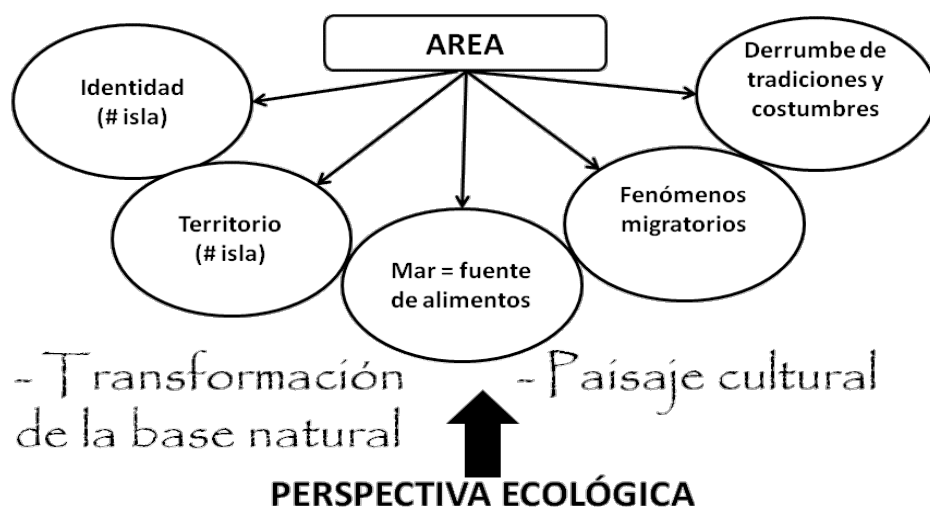 AREA
Identidad
(# isla)
Territorio
(# isla)
Mar = fuente
de alimentos
Fenómenos
migratorios
Derrumbe de
tradiciones y
costumbres
- Transformación
de la base natural
- Paisaje cultural
PERSPECTIVA ECOLÓGICA